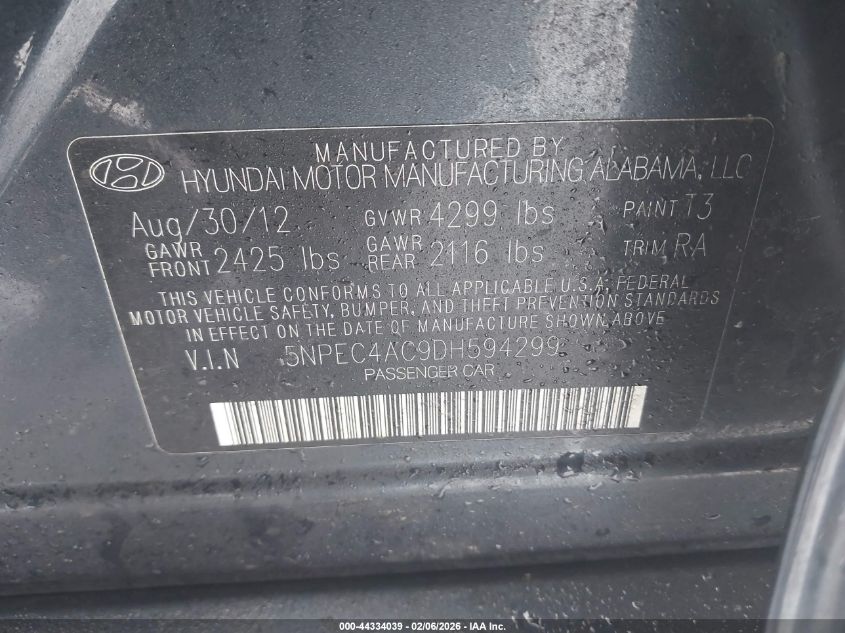 MANUFACTURED BY
HYUNDAI MOTOR MANUFACTURING ALABAMA, LLC
Aug/30/12 GVWR 4299 lbs PAINT T3
GAWR FRONT 2425 lbs GAWR REAR 2116 lbs TRIM RA
THIS VEHICLE CONFORMS TO ALL APPLICABLE U.S.A. FEDERAL
MOTOR VEHICLE SAFETY, BUMPER, AND THEFT PREVENTION STANDARDS
IN EFFECT ON THE DATE OF MANUFACTURE SHOWN ABOVE
V.I.N 5NPEC4AC9DH594299
PASSENGER CAR
000-44334039 - 02/06/2026 - IAA Inc.